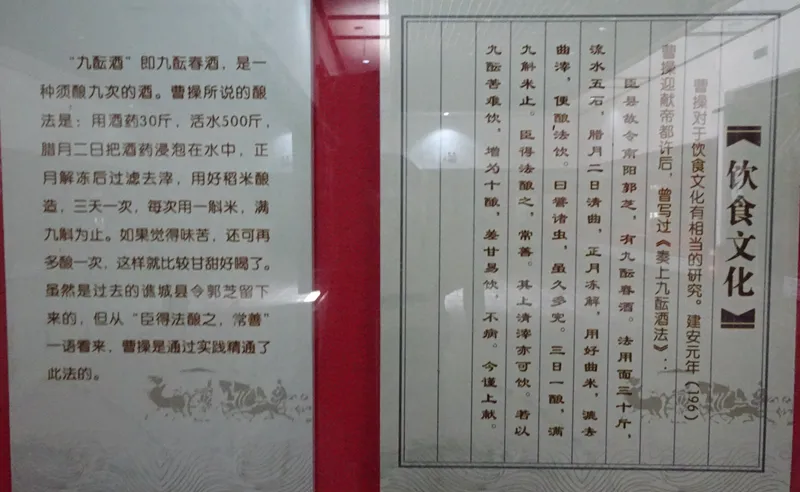 “九酝酒”即九酝春酒，是一
种须酿九次的酒。曹操所说的酿
法是：用酒药30斤，活水500斤，
腊月二日把酒药浸泡在水中，正
月解冻后过滤去滓，用好稻米酿
造，三天一次，每次用一斛米，满
九斛为止。如果觉得味苦，还可再
多酿一次，这样就比较甘甜好喝了。
虽然是过去的谯城县令郭芝留下
来的，但从“臣得法酿之，常善”
一语看来，曹操是通过实践精通了
此法的。
【饮食文化】
曹操对于饮食文化有相当的研究。建安元年(196)
曹操迎献帝都许后，曾写过《奏上九酝酒法》：
臣县故令南阳郭芝，有九酝春酒。法用面三十斤，
流水五石，腊月二日清曲，正月冻解，用好曲米，漉去
曲滓，便酿法饮。曰譬诸虫，虽久多完。三日一酿，满
九斛米止。臣得法酿之，常善。其上清滓亦可饮。若以
九酝苦难饮，增为十酿，差甘易饮，不病。今谨上献。